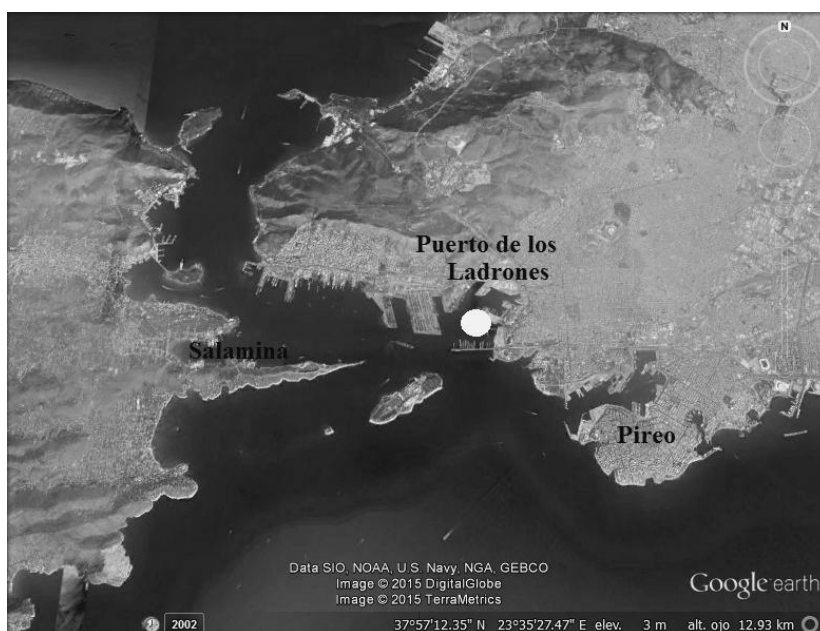 N
Puerto de los
Ladrones
Salamina
Pireo
Data SIO, NOAA, U.S. Navy, NGA, GEBCO
Image © 2015 DigitalGlobe
Image © 2015 TerraMetrics
Google earth
2002
37°57'12.35" N 23°35'27.47" E elev. 3 m alt. ojo 12.93 km